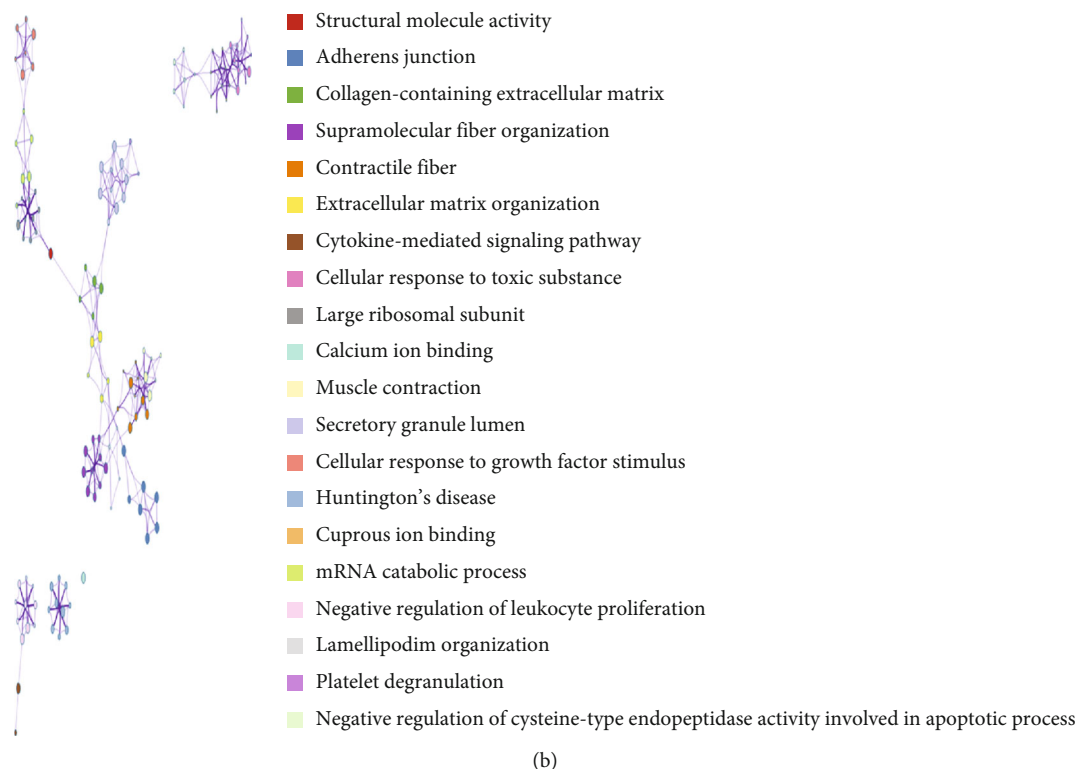 Structural molecule activity
Adherens junction
Collagen-containing extracellular matrix
Supramolecular fiber organization
Contractile fiber
Extracellular matrix organization
Cytokine-mediated signaling pathway
Cellular response to toxic substance
Large ribosomal subunit
Calcium ion binding
Muscle contraction
Secretory granule lumen
Cellular response to growth factor stimulus
Huntington's disease
Cuprous ion binding
mRNA catabolic process
Negative regulation of leukocyte proliferation
Lamellipodim organization
Platelet degranulation
Negative regulation of cysteine-type endopeptidase activity involved in apoptotic process
(b)